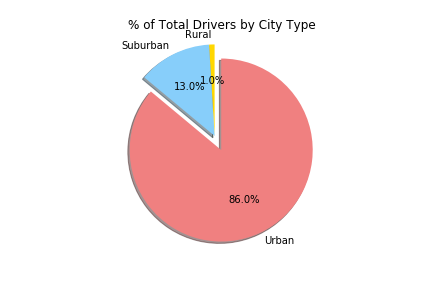 % of Total Drivers by City Type
Rural
Suburban
1.0%
13.0%
86.0%
Urban